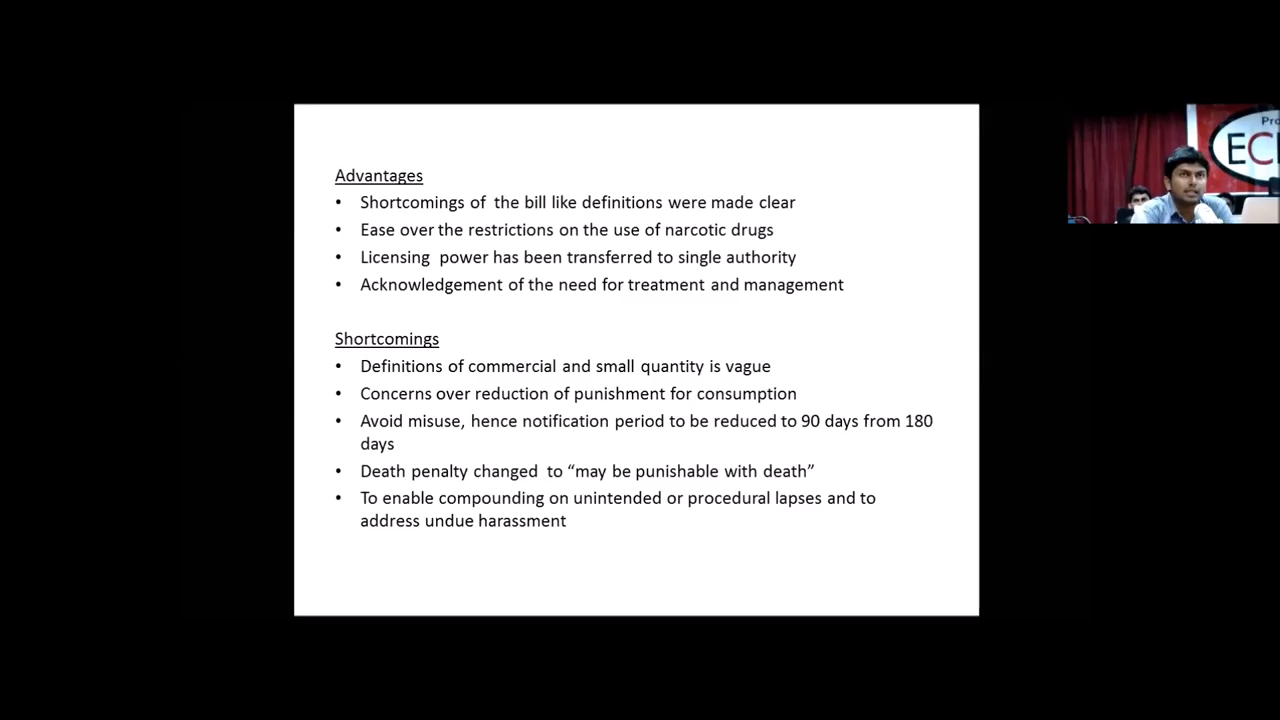 Advantages
• Shortcomings of the bill like definitions were made clear
• Ease over the restrictions on the use of narcotic drugs
• Licensing power has been transferred to single authority
• Acknowledgement of the need for treatment and management
Shortcomings
• Definitions of commercial and small quantity is vague
• Concerns over reduction of punishment for consumption
• Avoid misuse, hence notification period to be reduced to 90 days from 180
days
• Death penalty changed to “may be punishable with death”
• To enable compounding on unintended or procedural lapses and to
address undue harassment
Pro
EC